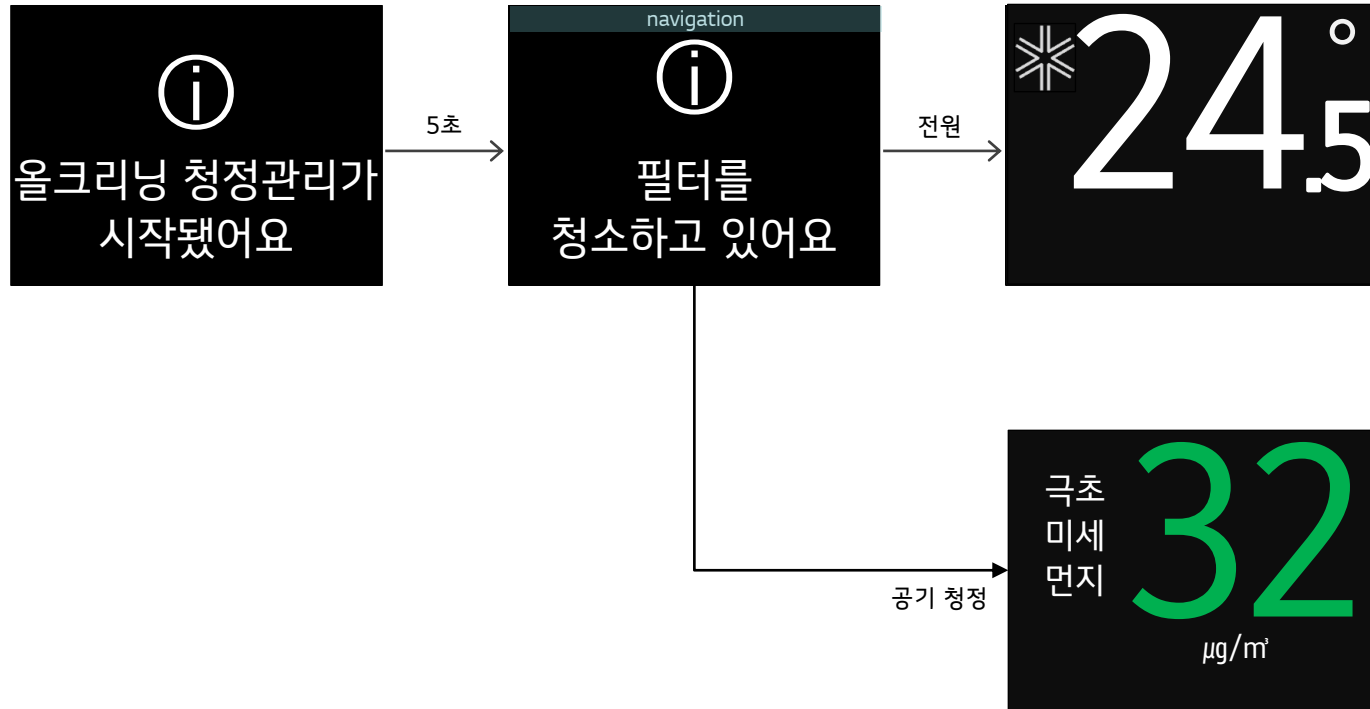 올크리닝 청정관리가
시작됐어요
5초
navigation
필터를
청소하고 있어요
전원
24.5°
공기 청정
극초
미세
먼지
32
μg/㎥